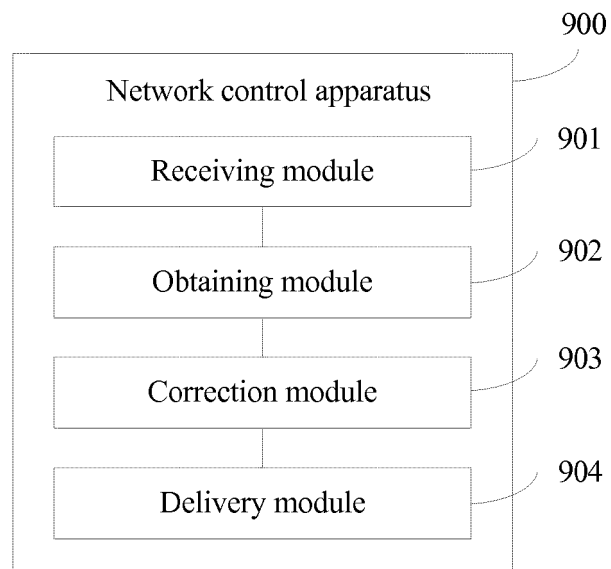 900
Network control apparatus
901
Receiving module
902
Obtaining module
903
Correction module
904
Delivery module